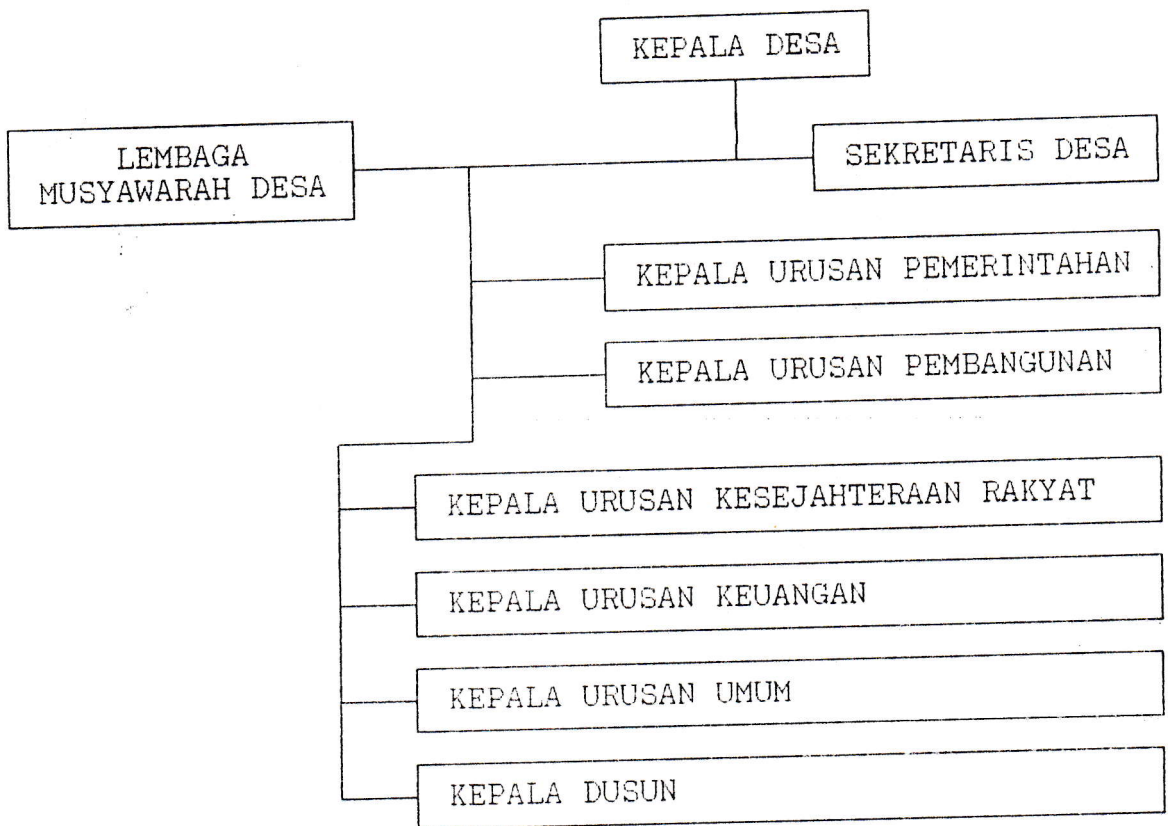 KEPALA DESA
LEMBAGA
MUSYAWARAH DESA
SEKRETARIS DESA
KEPALA URUSAN PEMERINTAHAN
KEPALA URUSAN PEMBANGUNAN
KEPALA URUSAN KESEJAHTERAAN RAKYAT
KEPALA URUSAN KEUANGAN
KEPALA URUSAN UMUM
KEPALA DUSUN